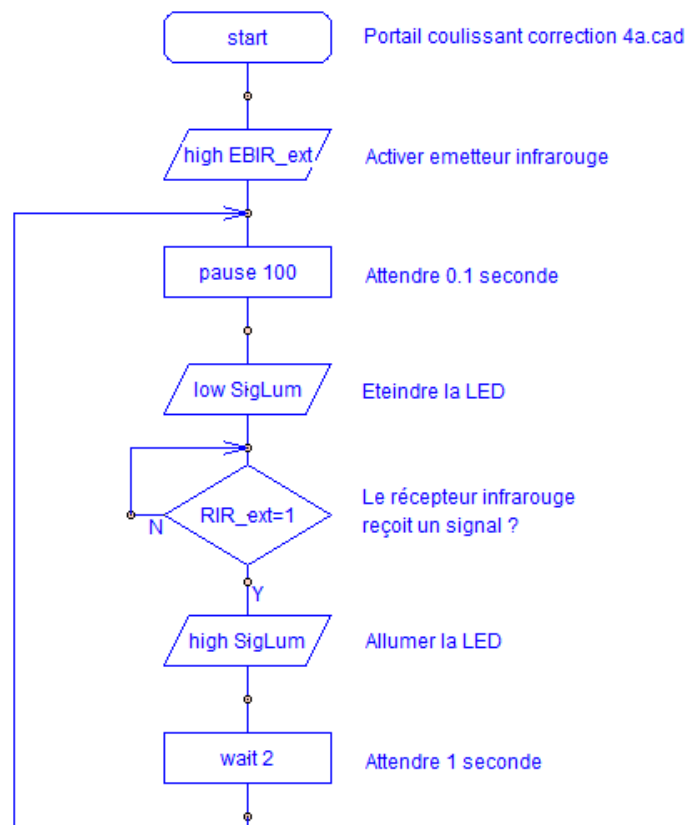 start
Portail coulissant correction 4a.cad
high EBIR_ext
Activer emetteur infrarouge
pause 100
Attendre 0.1 seconde
low SigLum
Eteindre la LED
RIR_ext=1
Le récepteur infrarouge
reçoit un signal ?
N
Y
high SigLum
Allumer la LED
wait 2
Attendre 1 seconde